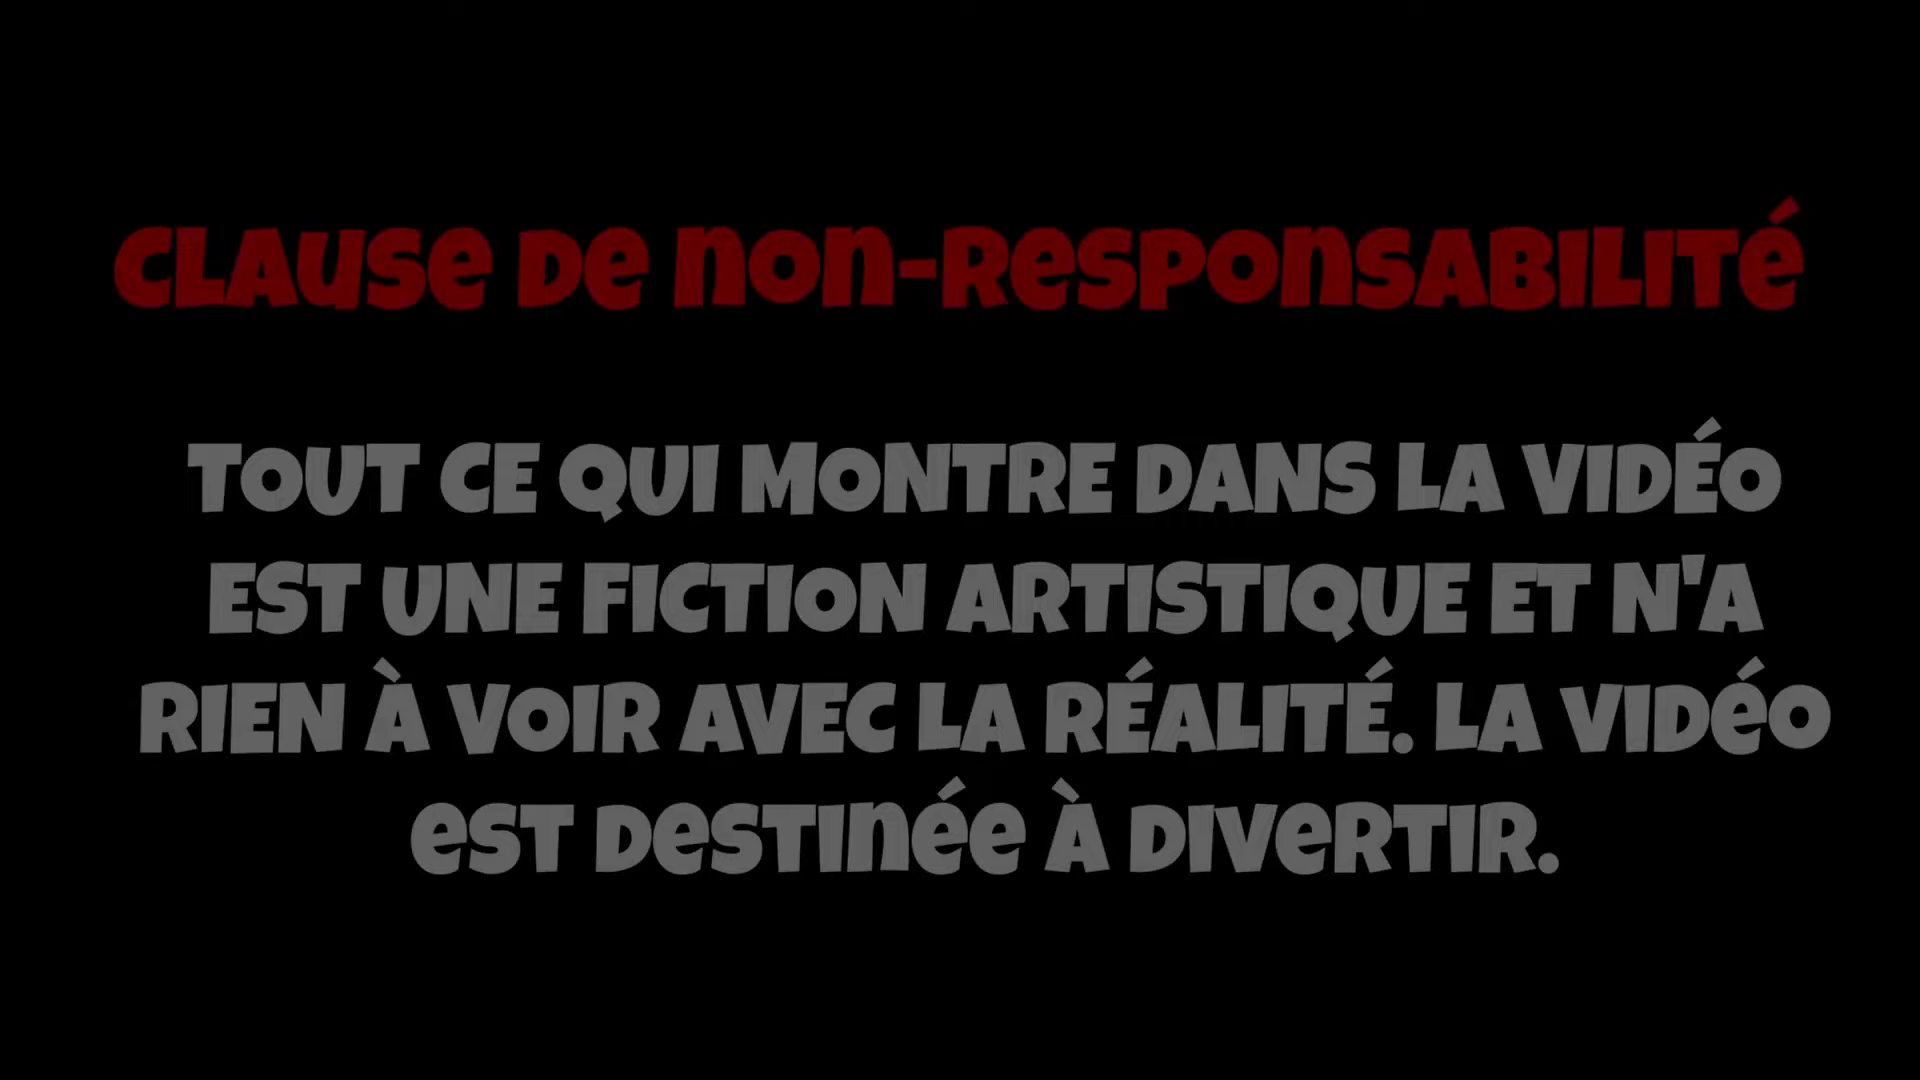 CLAUSE DE NON-RESPONSABILITÉ
TOUT CE QUI MONTRE DANS LA VIDÉO
EST UNE FICTION ARTISTIQUE ET N'A
RIEN À VOIR AVEC LA RÉALITÉ. LA VIDÉO
EST DESTINÉE À DIVERTIR.